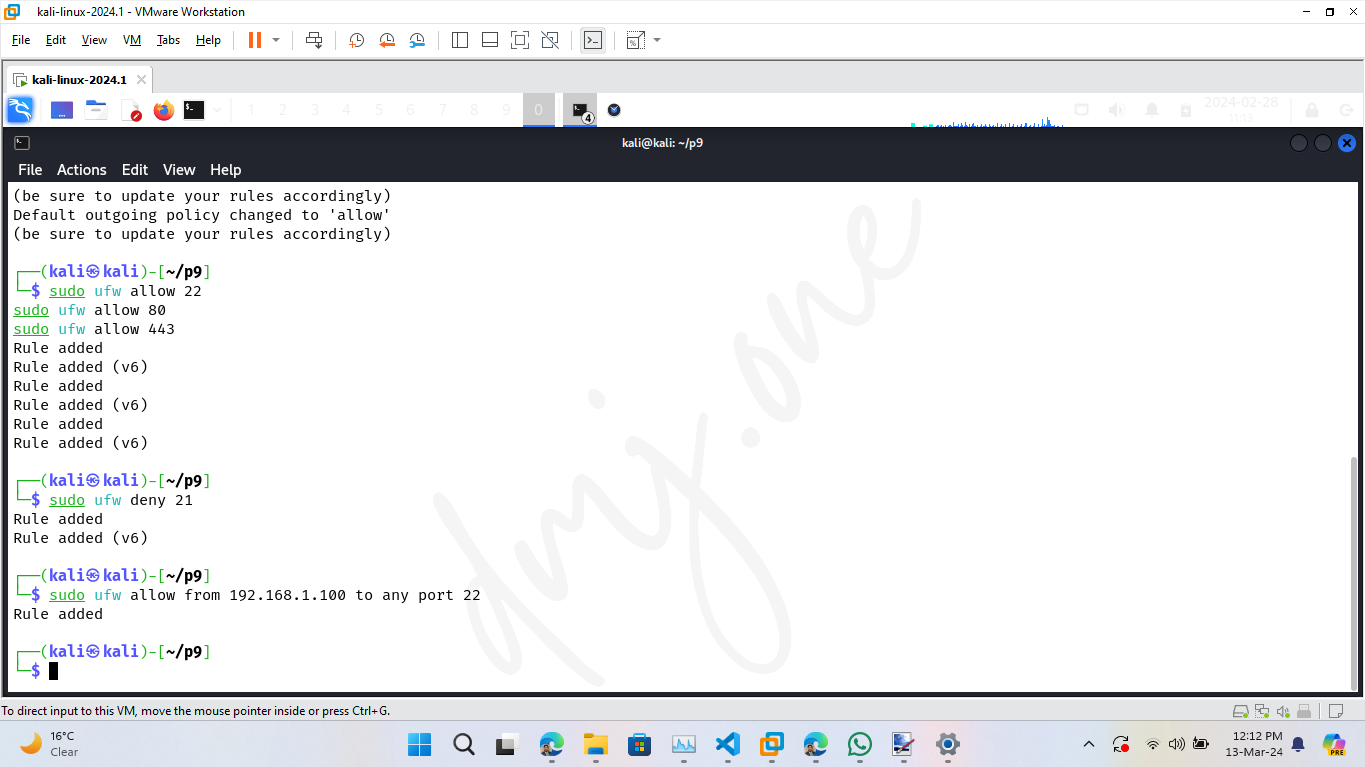 kali-linux-2024.1 - VMware Workstation
File Edit View VM Tabs Help
kali-linux-2024.1
1 2 3 4 5 6 7 8 9 0 4 2024-02-28
11:13
kali@kali: ~/p9
File Actions Edit View Help
(be sure to update your rules accordingly)
Default outgoing policy changed to 'allow'
(be sure to update your rules accordingly)
┌──(kali㉿kali)-[~/p9]
└─$ sudo ufw allow 22
sudo ufw allow 80
sudo ufw allow 443
Rule added
Rule added (v6)
Rule added
Rule added (v6)
Rule added
Rule added (v6)
┌──(kali㉿kali)-[~/p9]
└─$ sudo ufw deny 21
Rule added
Rule added (v6)
┌──(kali㉿kali)-[~/p9]
└─$ sudo ufw allow from 192.168.1.100 to any port 22
Rule added
┌──(kali㉿kali)-[~/p9]
└─$
dmj.one
To direct input to this VM, move the mouse pointer inside or press Ctrl+G.
16°C
Clear
12:12 PM
13-Mar-24
PRE